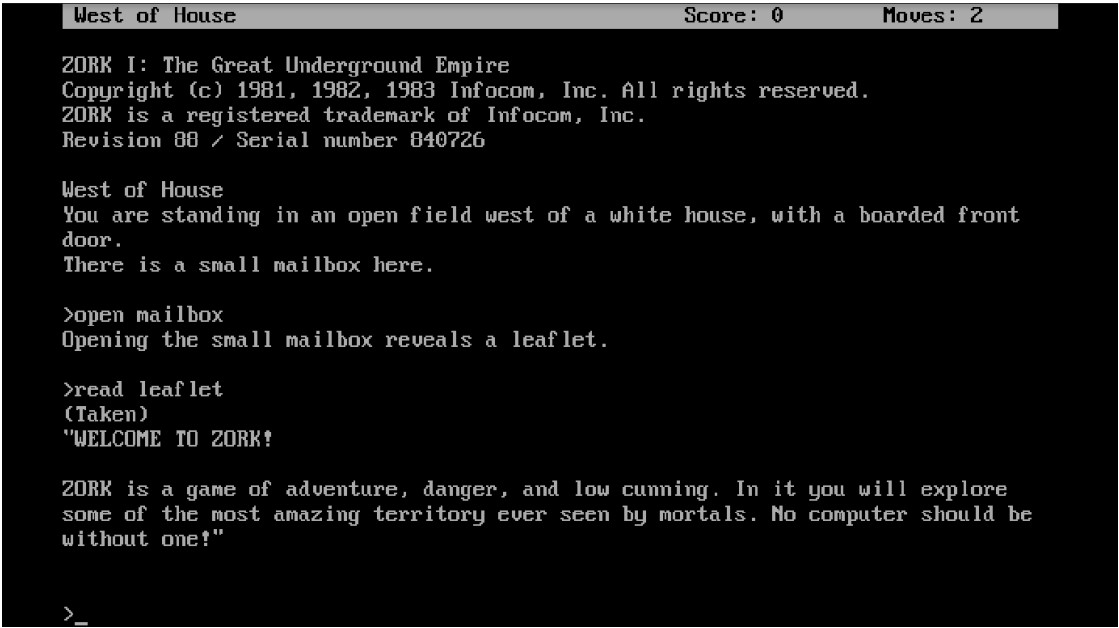 West of House Score: 0 Moves: 2
ZORK I: The Great Underground Empire
Copyright (c) 1981, 1982, 1983 Infocom, Inc. All rights reserved.
ZORK is a registered trademark of Infocom, Inc.
Revision 88 / Serial number 840726
West of House
You are standing in an open field west of a white house, with a boarded front
door.
There is a small mailbox here.
>open mailbox
Opening the small mailbox reveals a leaflet.
>read leaflet
(Taken)
"WELCOME TO ZORK!
ZORK is a game of adventure, danger, and low cunning. In it you will explore
some of the most amazing territory ever seen by mortals. No computer should be
without one!"
>_